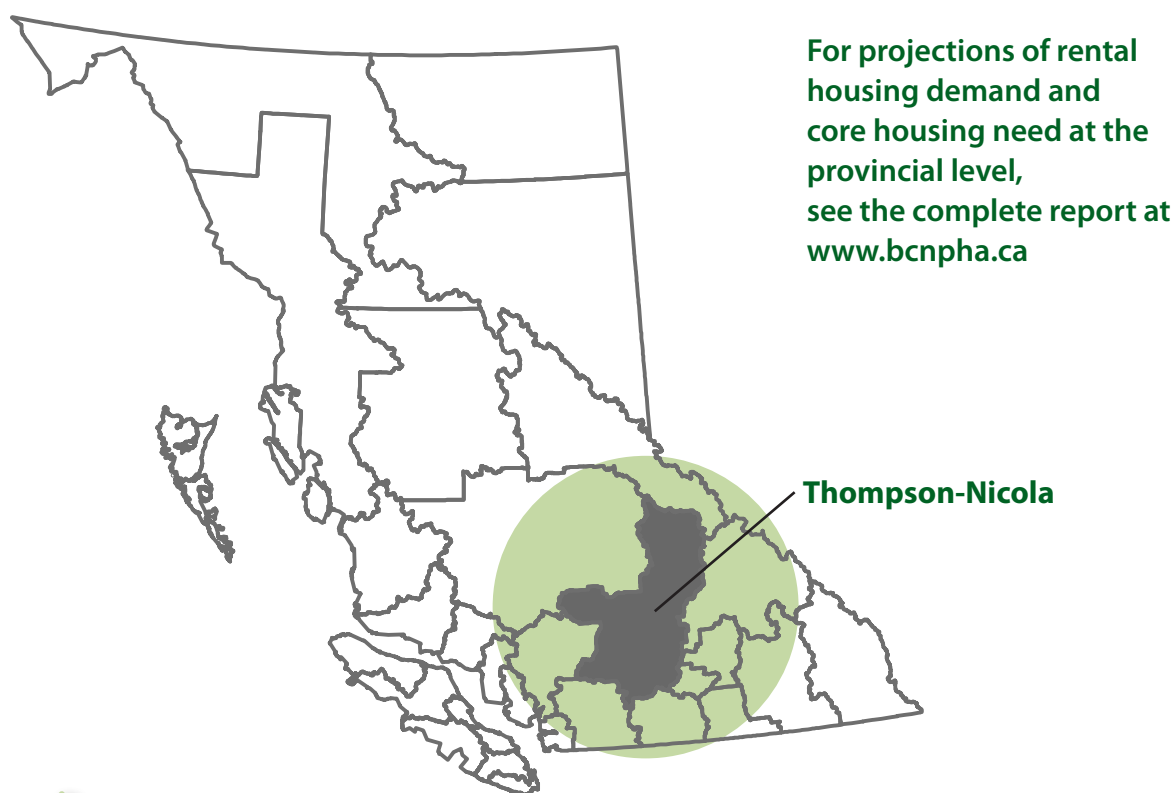 For projections of rental
housing demand and
core housing need at the
provincial level,
see the complete report at
www.bcnpha.ca
Thompson-Nicola